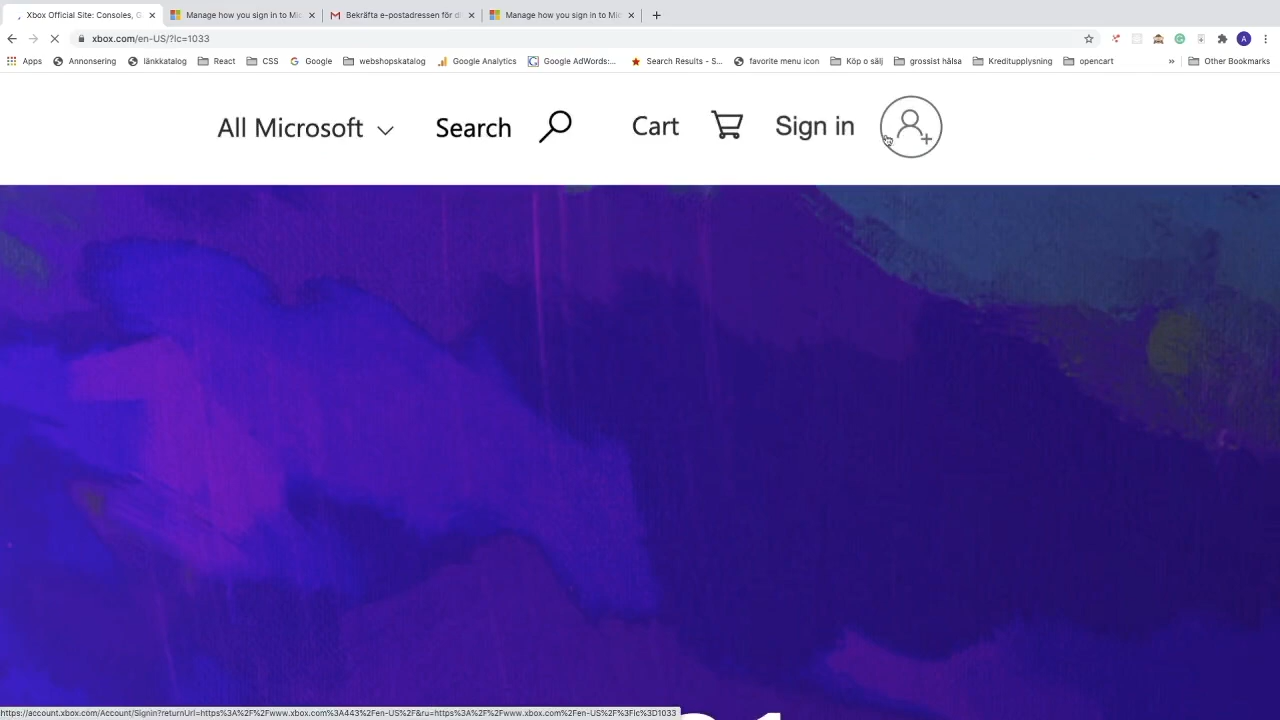 Xbox Official Site: Consoles, G
Manage how you sign in to Mic
Bekräfta e-postadressen för di
Manage how you sign in to Mic
xbox.com/en-US/?lc=1033
A
Apps
Annonsering
länkkatalog
React
CSS
Google
webshopskatalog
Google Analytics
Google AdWords:...
Search Results - S...
favorite menu icon
Köp o sälj
grossist hälsa
Kreditupplysning
opencart
»
Other Bookmarks
All Microsoft
Search
Cart
Sign in
https://account.xbox.com/Account/Signin?returnUrl=https%3A%2F%2Fwww.xbox.com%3A443%2Fen-US%2F&ru=https%3A%2F%2Fwww.xbox.com%2Fen-US%2F%3Flc%3D1033